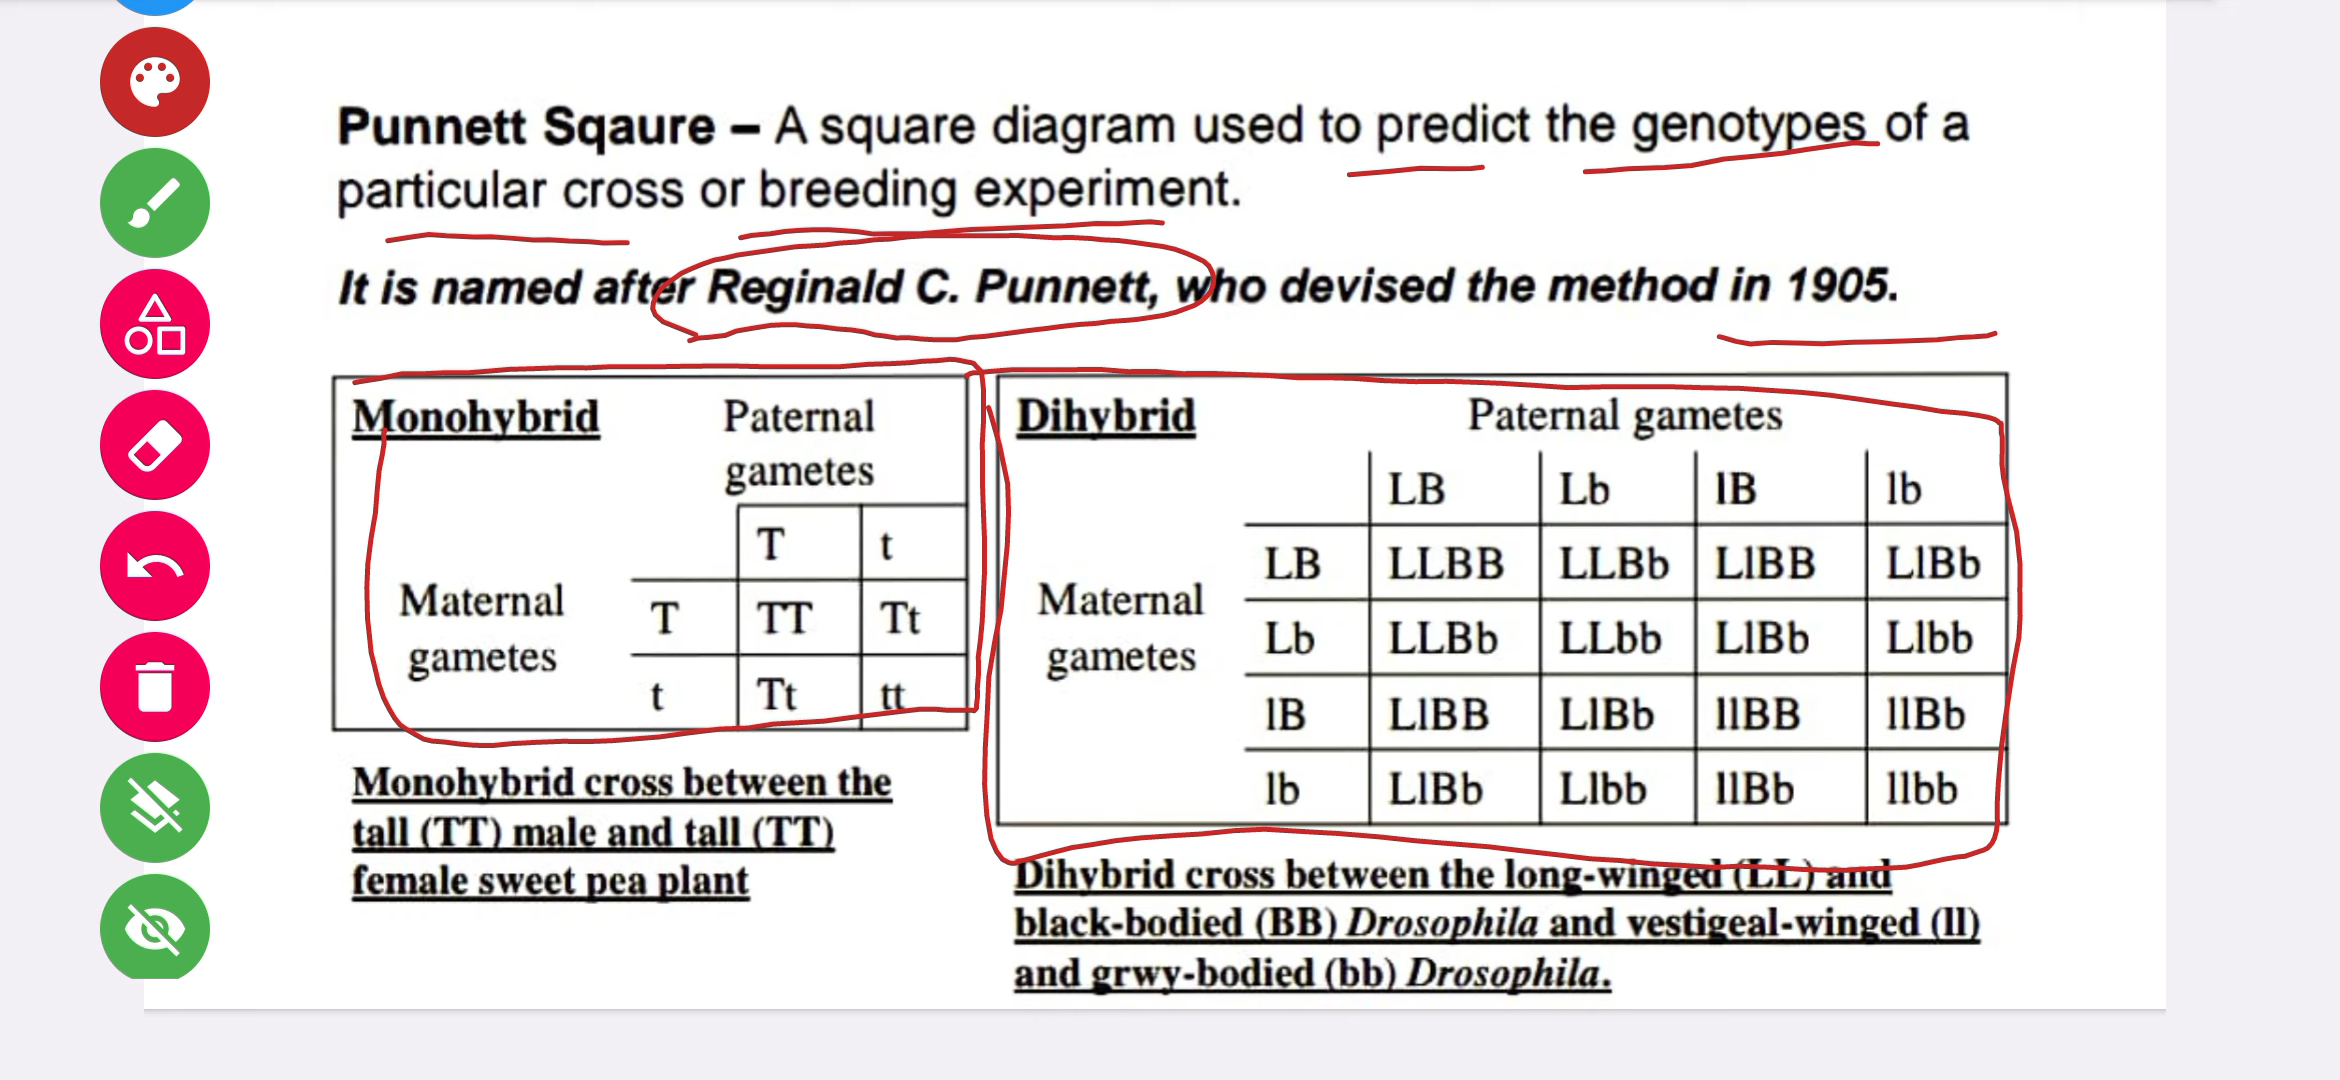 Punnett Sqaure – A square diagram used to predict the genotypes of a
particular cross or breeding experiment.
It is named after Reginald C. Punnett, who devised the method in 1905.
Monohybrid Paternal
gametes
T t
Maternal
gametes
T TT Tt
t Tt tt
Monohybrid cross between the
tall (TT) male and tall (TT)
female sweet pea plant
Dihybrid Paternal gametes
LB Lb lB lb
Maternal
gametes
LB LLBB LLBb LlBB LlBb
Lb LLBb LLbb LlBb Llbb
lB LlBB LlBb llBB llBb
lb LlBb Llbb llBb llbb
Dihybrid cross between the long-winged (LL) and
black-bodied (BB) Drosophila and vestigeal-winged (ll)
and grwy-bodied (bb) Drosophila.